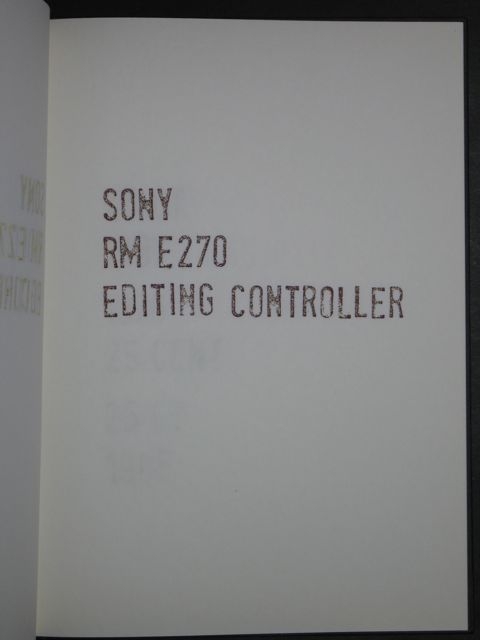 SONY
RM E270
EDITING CONTROLLER